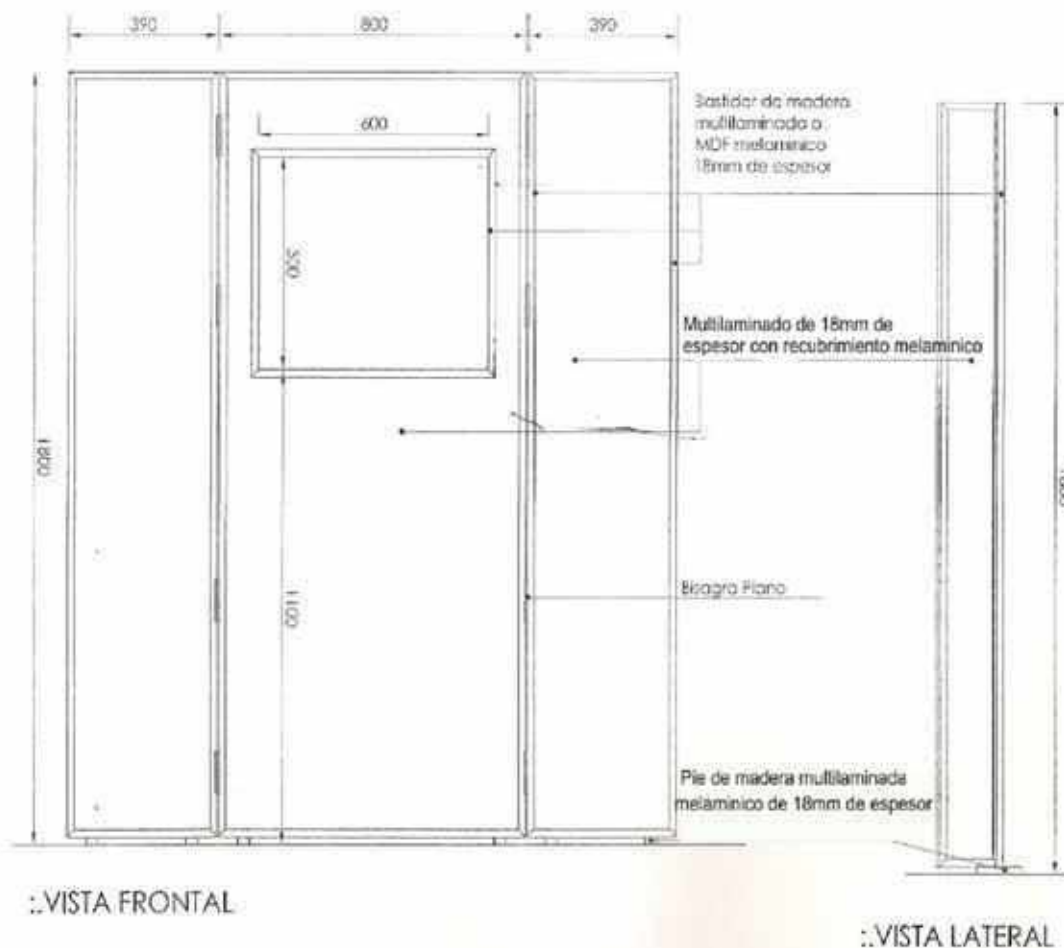 390
800
390
600
Bastidor de madera
multilaminada o
MDF melaminico
18mm de espesor
500
Multilaminado de 18mm de
espesor con recubrimiento melaminico
1800
1100
Bisagra Plano
Pie de madera multilaminada
melaminico de 18mm de espesor
:.VISTA FRONTAL
:.VISTA LATERAL